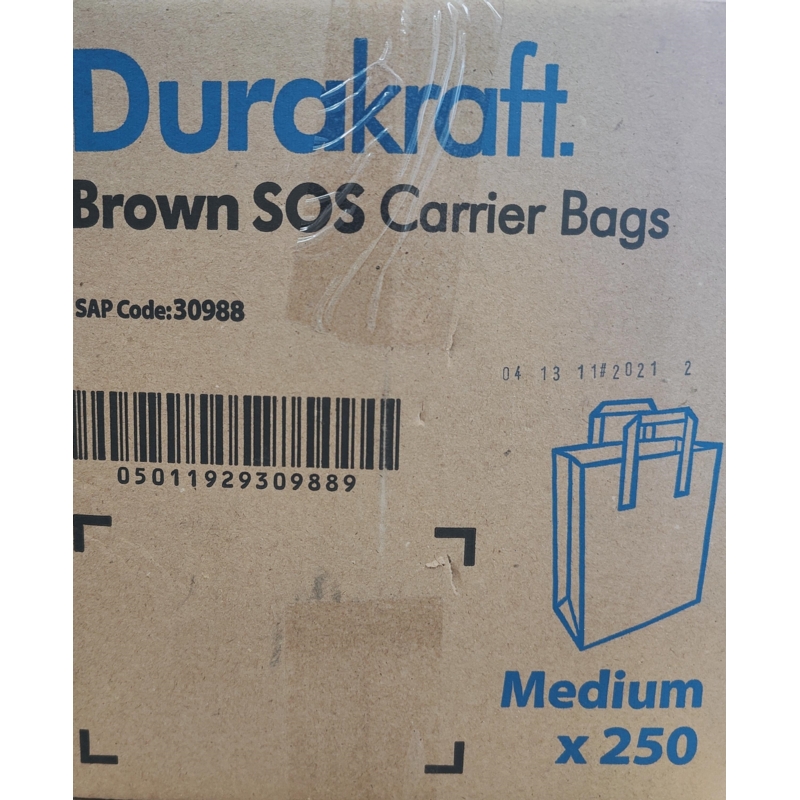 Durakraft.
Brown SOS Carrier Bags
SAP Code:30988
04 13 11#2021 2
05011929309889
Medium
x 250